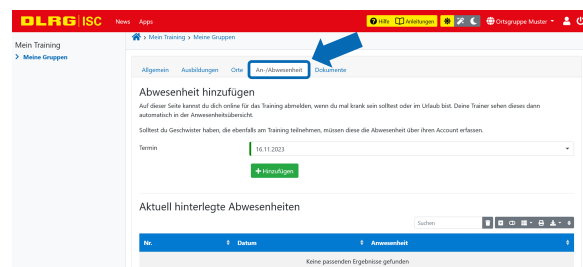 DLRG ISC News Apps Hilfe Anleitungen Ortsgruppe Muster
Mein Training
Meine Gruppen
> Mein Training > Meine Gruppen
Allgemein Ausbildungen Orte An-/Abwesenheit Dokumente
Abwesenheit hinzufügen
Auf dieser Seite kannst du dich online für das Training abmelden, wenn du mal krank sein solltest oder im Urlaub bist. Deine Trainer sehen dieses dann
automatisch in der Anwesenheitsübersicht.
Solltest du Geschwister haben, die ebenfalls am Training teilnehmen, müssen diese die Abwesenheit über ihren Account erfassen.
Termin 16.11.2023
+ Hinzufügen
Aktuell hinterlegte Abwesenheiten
Suchen
Nr. Datum Anwesenheit
Keine passenden Ergebnisse gefunden